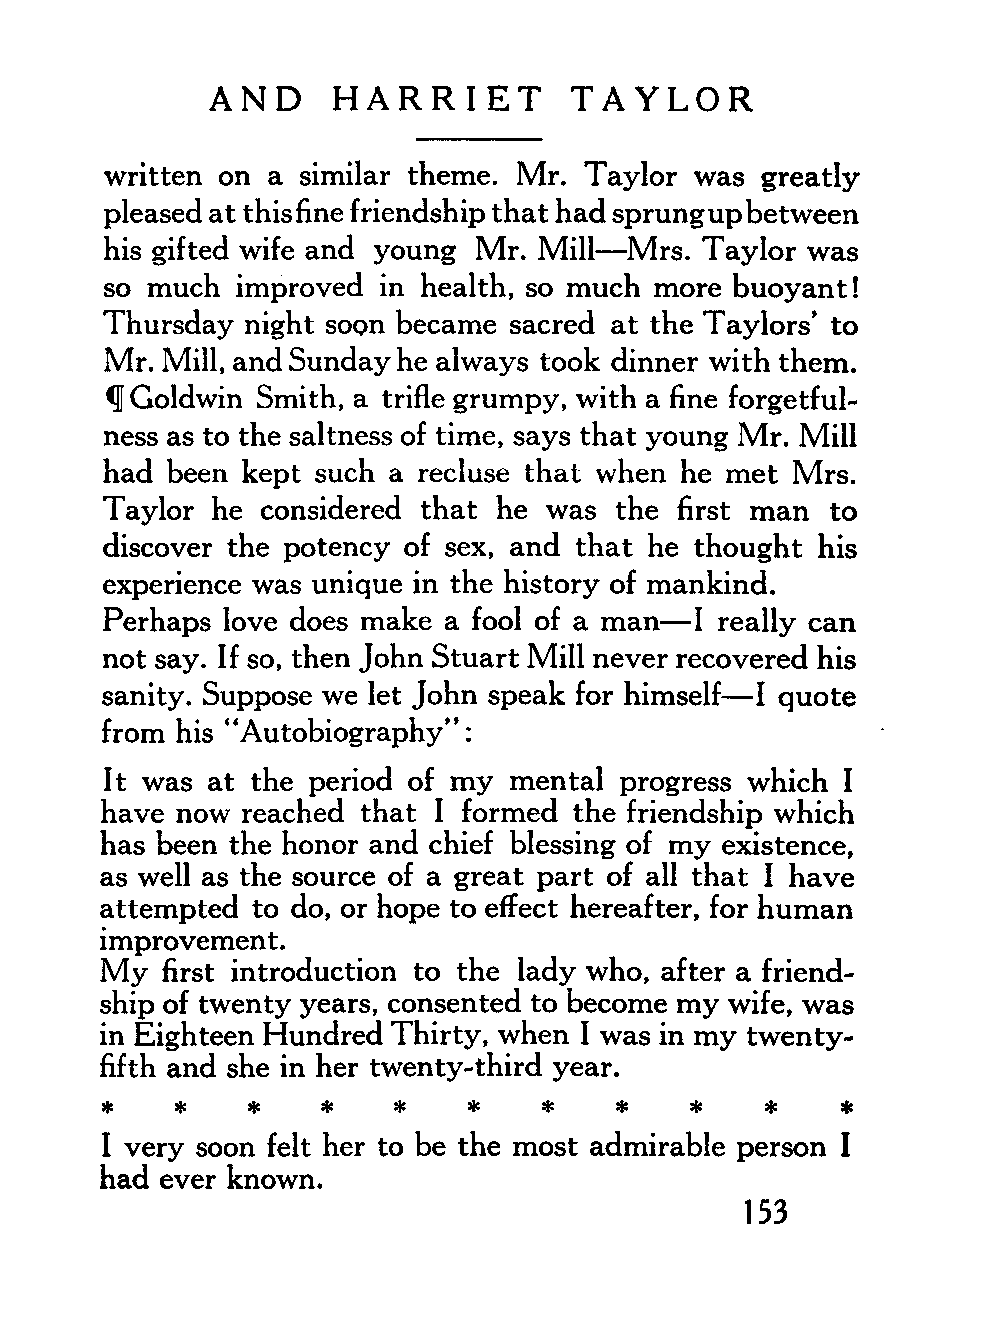 AND HARRIET TAYLOR
written on a similar theme. Mr. Taylor was greatly
pleased at this fine friendship that had sprung up between
his gifted wife and young Mr. Mill—Mrs. Taylor was
so much improved in health, so much more buoyant!
Thursday night soon became sacred at the Taylors' to
Mr. Mill, and Sunday he always took dinner with them.
¶ Goldwin Smith, a trifle grumpy, with a fine forgetful-
ness as to the saltness of time, says that young Mr. Mill
had been kept such a recluse that when he met Mrs.
Taylor he considered that he was the first man to
discover the potency of sex, and that he thought his
experience was unique in the history of mankind.
Perhaps love does make a fool of a man—I really can
not say. If so, then John Stuart Mill never recovered his
sanity. Suppose we let John speak for himself—I quote
from his "Autobiography":
It was at the period of my mental progress which I
have now reached that I formed the friendship which
has been the honor and chief blessing of my existence,
as well as the source of a great part of all that I have
attempted to do, or hope to effect hereafter, for human
improvement.
My first introduction to the lady who, after a friend-
ship of twenty years, consented to become my wife, was
in Eighteen Hundred Thirty, when I was in my twenty-
fifth and she in her twenty-third year.
* * * * * * * * * * *
I very soon felt her to be the most admirable person I
had ever known.
153